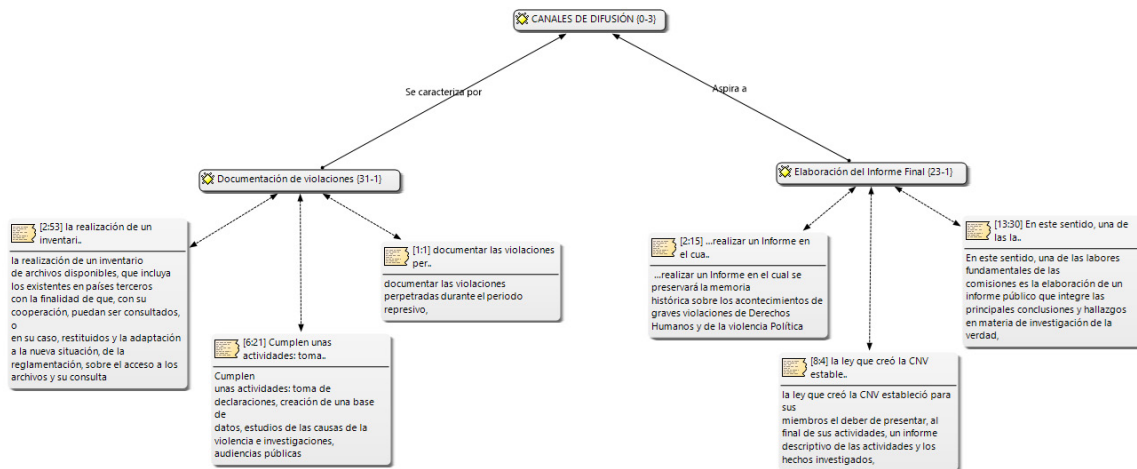 CANALES DE DIFUSIÓN {0-3}
Se caracteriza por
Aspira a
Documentación de violaciones {31-1}
Elaboración del Informe Final {23-1}
[2:53] la realización de un
inventari..
la realización de un inventario
de archivos disponibles, que incluya
los existentes en países terceros
con la finalidad de que, con su
cooperación, puedan ser consultados,
o
en su caso, restituidos y la adaptación
a la nueva situación, de la
reglamentación, sobre el acceso a los
archivos y su consulta
[6:21] Cumplen unas
actividades: toma..
Cumplen
unas actividades: toma de
declaraciones, creación de una base
de
datos, estudios de las causas de la
violencia e investigaciones,
audiencias públicas
[1:1] documentar las violaciones
per..
documentar las violaciones
perpetradas durante el periodo
represivo,
[2:15] ...realizar un Informe en
el cua..
...realizar un Informe en el cual se
preservará la memoria
histórica sobre los acontecimientos de
graves violaciones de Derechos
Humanos y de la violencia Política
[8:4] la ley que creó la CNV
estable..
la ley que creó la CNV estableció para
sus
miembros el deber de presentar, al
final de sus actividades, un informe
descriptivo de las actividades y los
hechos investigados,
[13:30] En este sentido, una de
las la..
En este sentido, una de las labores
fundamentales de las
comisiones es la elaboración de un
informe público que integre las
principales conclusiones y hallazgos
en materia de investigación de la
verdad,